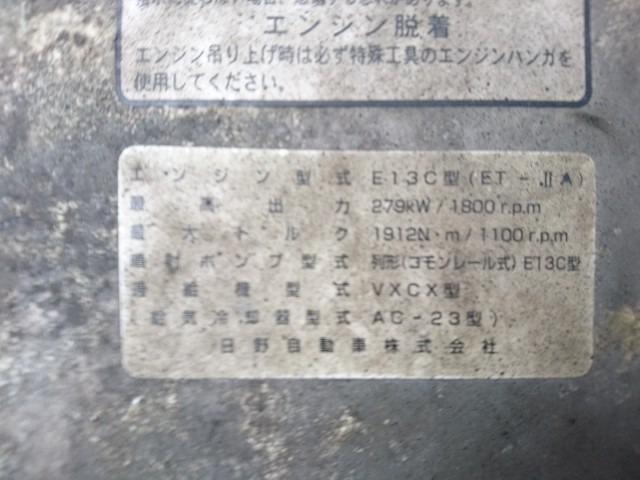 エンジン脱着
エンジン吊り上げ時は必ず特殊工具のエンジンハンガを
使用してください。
エンジン型式 E13C型(ET-ⅡA)
最高出力 279kW/1800r.p.m
最大トルク 1912N·m/1100r.p.m
噴射ポンプ型式 列形(コモンレール式)E13C型
過給機型式 VXCX型
(給気冷却器型式 AC-23型)
日野自動車株式会社